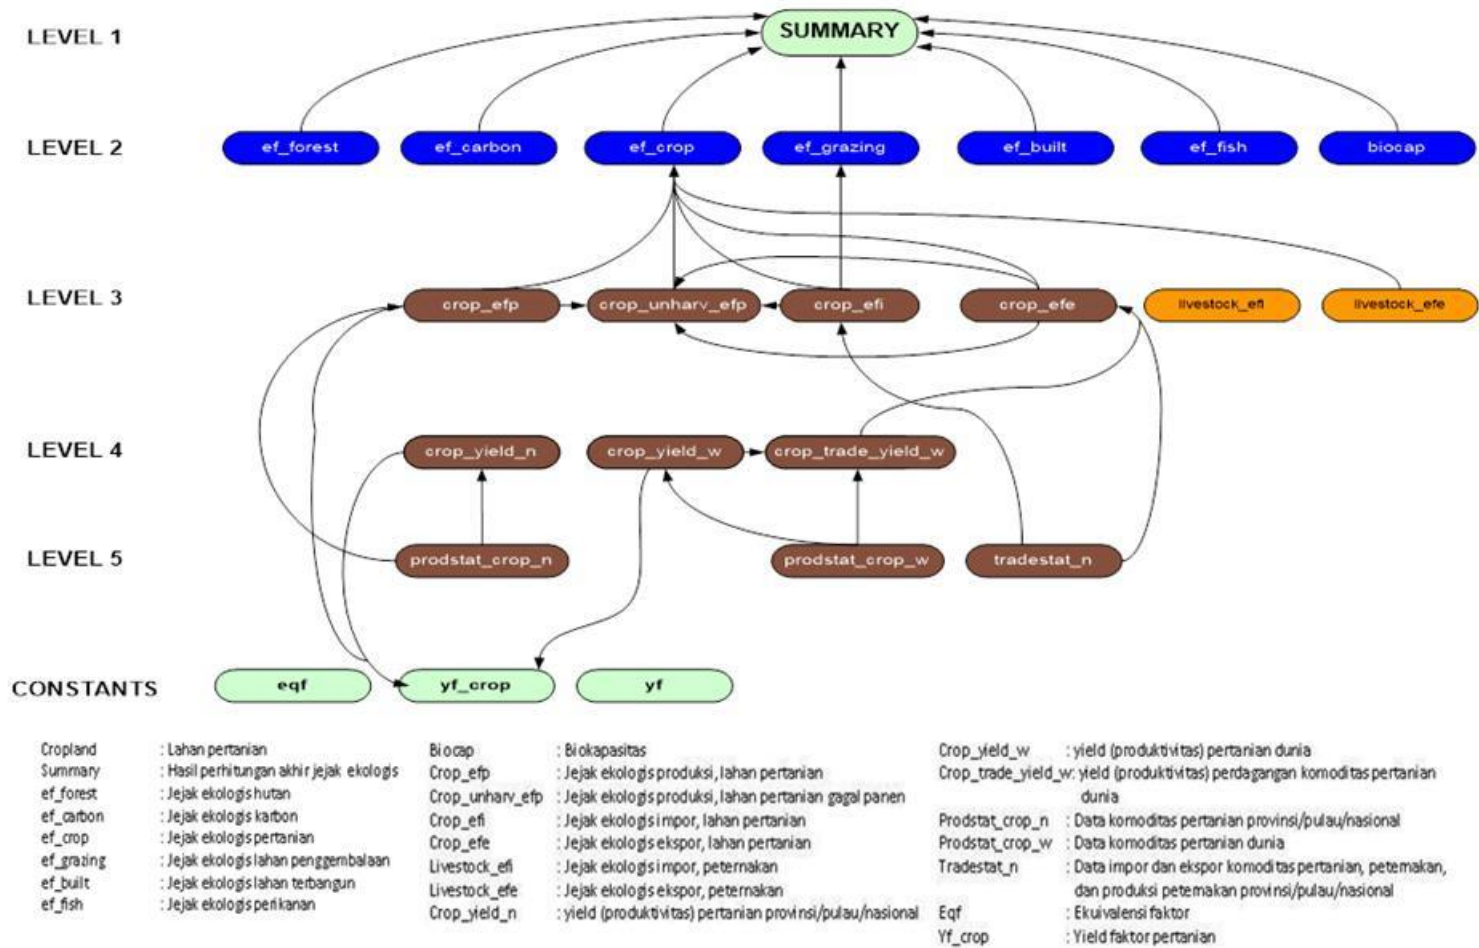 LEVEL 1
SUMMARY
LEVEL 2
ef_forest
ef_carbon
ef_crop
ef_grazing
ef_built
ef_fish
biocap
LEVEL 3
crop_efp
crop_unharv_efp
crop_efi
crop_efe
livestock_efi
livestock_efe
LEVEL 4
crop_yield_n
crop_yield_w
crop_trade_yield_w
LEVEL 5
prodstat_crop_n
prodstat_crop_w
tradestat_n
CONSTANTS
eqf
yf_crop
yf
Cropland : Lahan pertanian
Summary : Hasil perhitungan akhir jejak ekologis
ef_forest : Jejak ekologis hutan
ef_carbon : Jejak ekologis karbon
ef_crop : Jejak ekologis pertanian
ef_grazing : Jejak ekologis lahan penggembalaan
ef_built : Jejak ekologis lahan terbangun
ef_fish : Jejak ekologis perikanan
Biocap : Biokapasitas
Crop_efp : Jejak ekologis produksi, lahan pertanian
Crop_unharv_efp : Jejak ekologis produksi, lahan pertanian gagal panen
Crop_efi : Jejak ekologis impor, lahan pertanian
Crop_efe : Jejak ekologis ekspor, lahan pertanian
Livestock_efi : Jejak ekologis impor, peternakan
Livestock_efe : Jejak ekologis ekspor, peternakan
Crop_yield_n : yield (produktivitas) pertanian provinsi/pulau/nasional
Crop_yield_w : yield (produktivitas) pertanian dunia
Crop_trade_yield_w: yield (produktivitas) perdagangan komoditas pertanian
dunia
Prodstat_crop_n : Data komoditas pertanian provinsi/pulau/nasional
Prodstat_crop_w : Data komoditas pertanian dunia
Tradestat_n : Data impor dan ekspor komoditas pertanian, peternakan,
dan produksi peternakan provinsi/pulau/nasional
Eqf : Ekuivalensi faktor
Yf_crop : Yield faktor pertanian